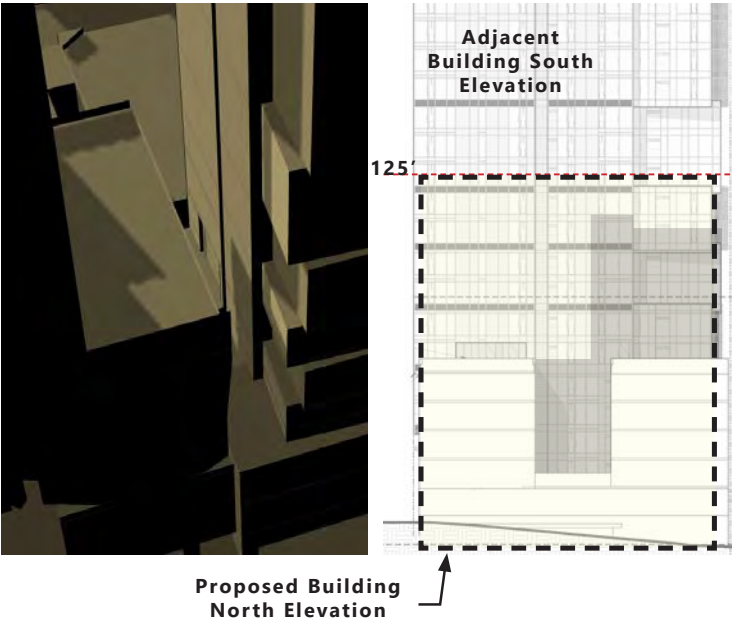 Adjacent
Building South
Elevation
125'
Proposed Building
North Elevation